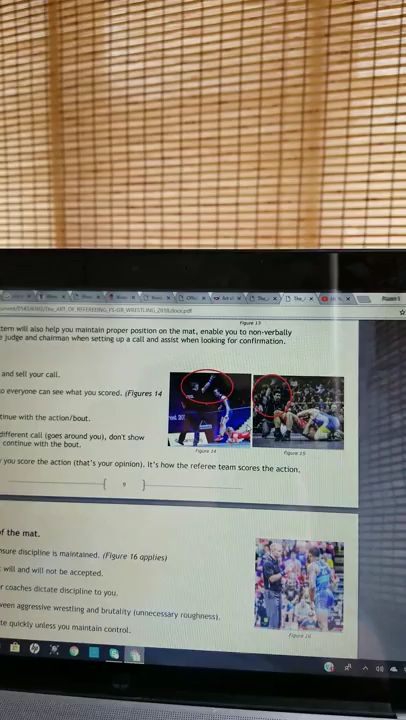 The_ART_OF_REFEREEING_FS-GR_WRESTLING_2018.docx.pdf
Figure 13
tern will also help you maintain proper position on the mat, enable you to non-verbally
e judge and chairman when setting up a call and assist when looking for confirmation.
and sell your call.
o everyone can see what you scored. (Figures 14
tinue with the action/bout.
different call (goes around you), don't show
continue with the bout.
Figure 14
Figure 15
you score the action (that's your opinion). It's how the referee team scores the action.
9
of the mat.
nsure discipline is maintained. (Figure 16 applies)
will and will not be accepted.
r coaches dictate discipline to you.
ween aggressive wrestling and brutality (unnecessary roughness).
te quickly unless you maintain control.
Figure 16